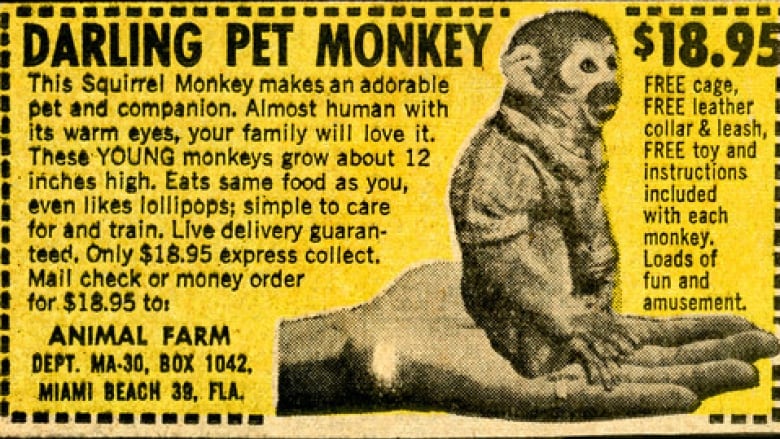 DARLING PET MONKEY
This Squirrel Monkey makes an adorable
pet and companion. Almost human with
its warm eyes, your family will love it.
These YOUNG monkeys grow about 12
inches high. Eats same food as you,
even likes lollipops; simple to care
for and train. Live delivery guaran-
teed. Only $18.95 express collect.
Mail check or money order
for $18.95 to:
ANIMAL FARM
DEPT. MA-30, BOX 1042,
MIAMI BEACH 39, FLA.
$18.95
FREE cage,
FREE leather
collar & leash,
FREE toy and
instructions
included
with each
monkey.
Loads of
fun and
amusement.